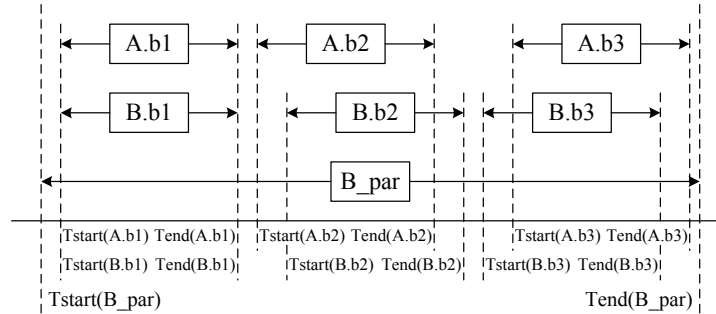 A.b1 A.b2 A.b3
B.b1 B.b2 B.b3
B_par
Tstart(A.b1) Tend(A.b1) Tstart(A.b2) Tend(A.b2) Tstart(A.b3) Tend(A.b3)
Tstart(B.b1) Tend(B.b1) Tstart(B.b2) Tend(B.b2) Tstart(B.b3) Tend(B.b3)
Tstart(B_par) Tend(B_par)